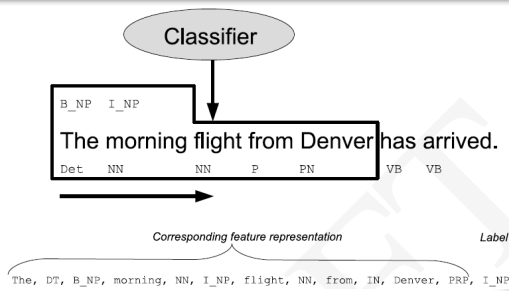 Classifier
B_NP I_NP
The morning flight from Denver has arrived.
Det NN NN P PN VB VB
Corresponding feature representation Label
The, DT, B_NP, morning, NN, I_NP, flight, NN, from, IN, Denver, PRP, I_NP